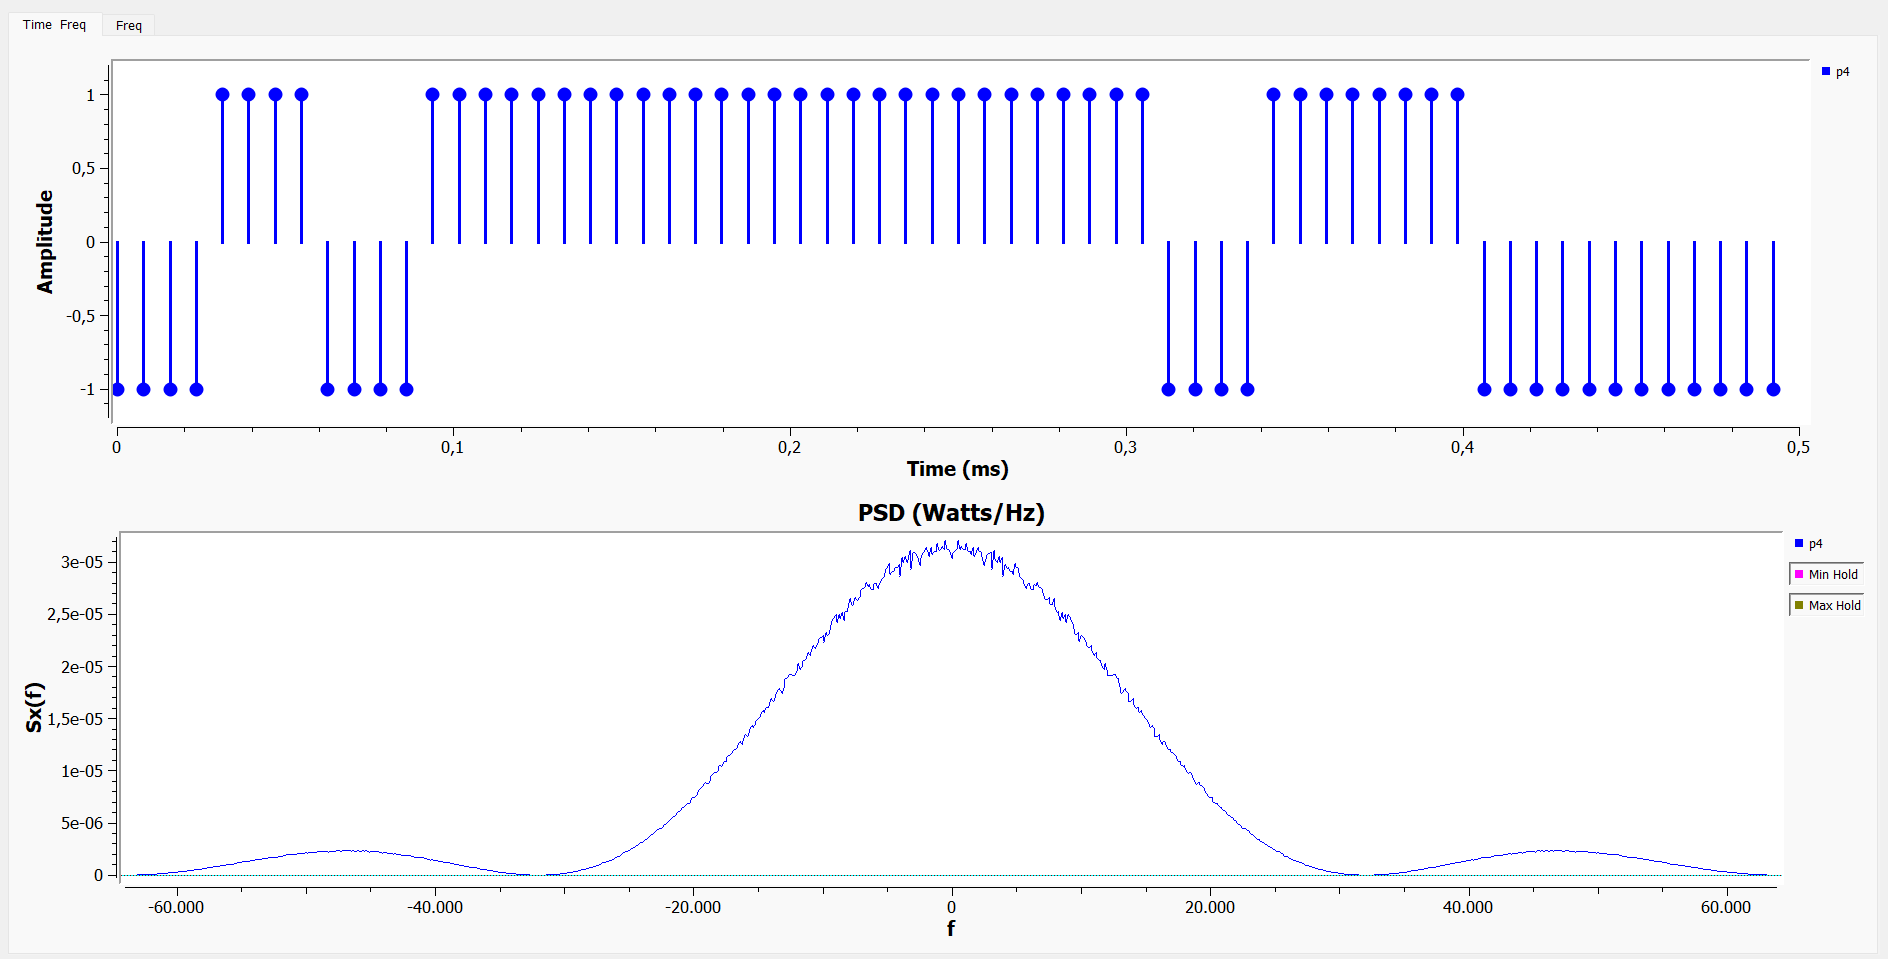 Time Freq
Freq
1
0,5
0
-0,5
-1
Amplitude
p4
0
0,1
0,2
0,3
0,4
0,5
Time (ms)
PSD (Watts/Hz)
3e-05
2,5e-05
2e-05
1,5e-05
1e-05
5e-06
0
Sx(f)
p4
Min Hold
Max Hold
-60.000
-40.000
-20.000
0
20.000
40.000
60.000
f